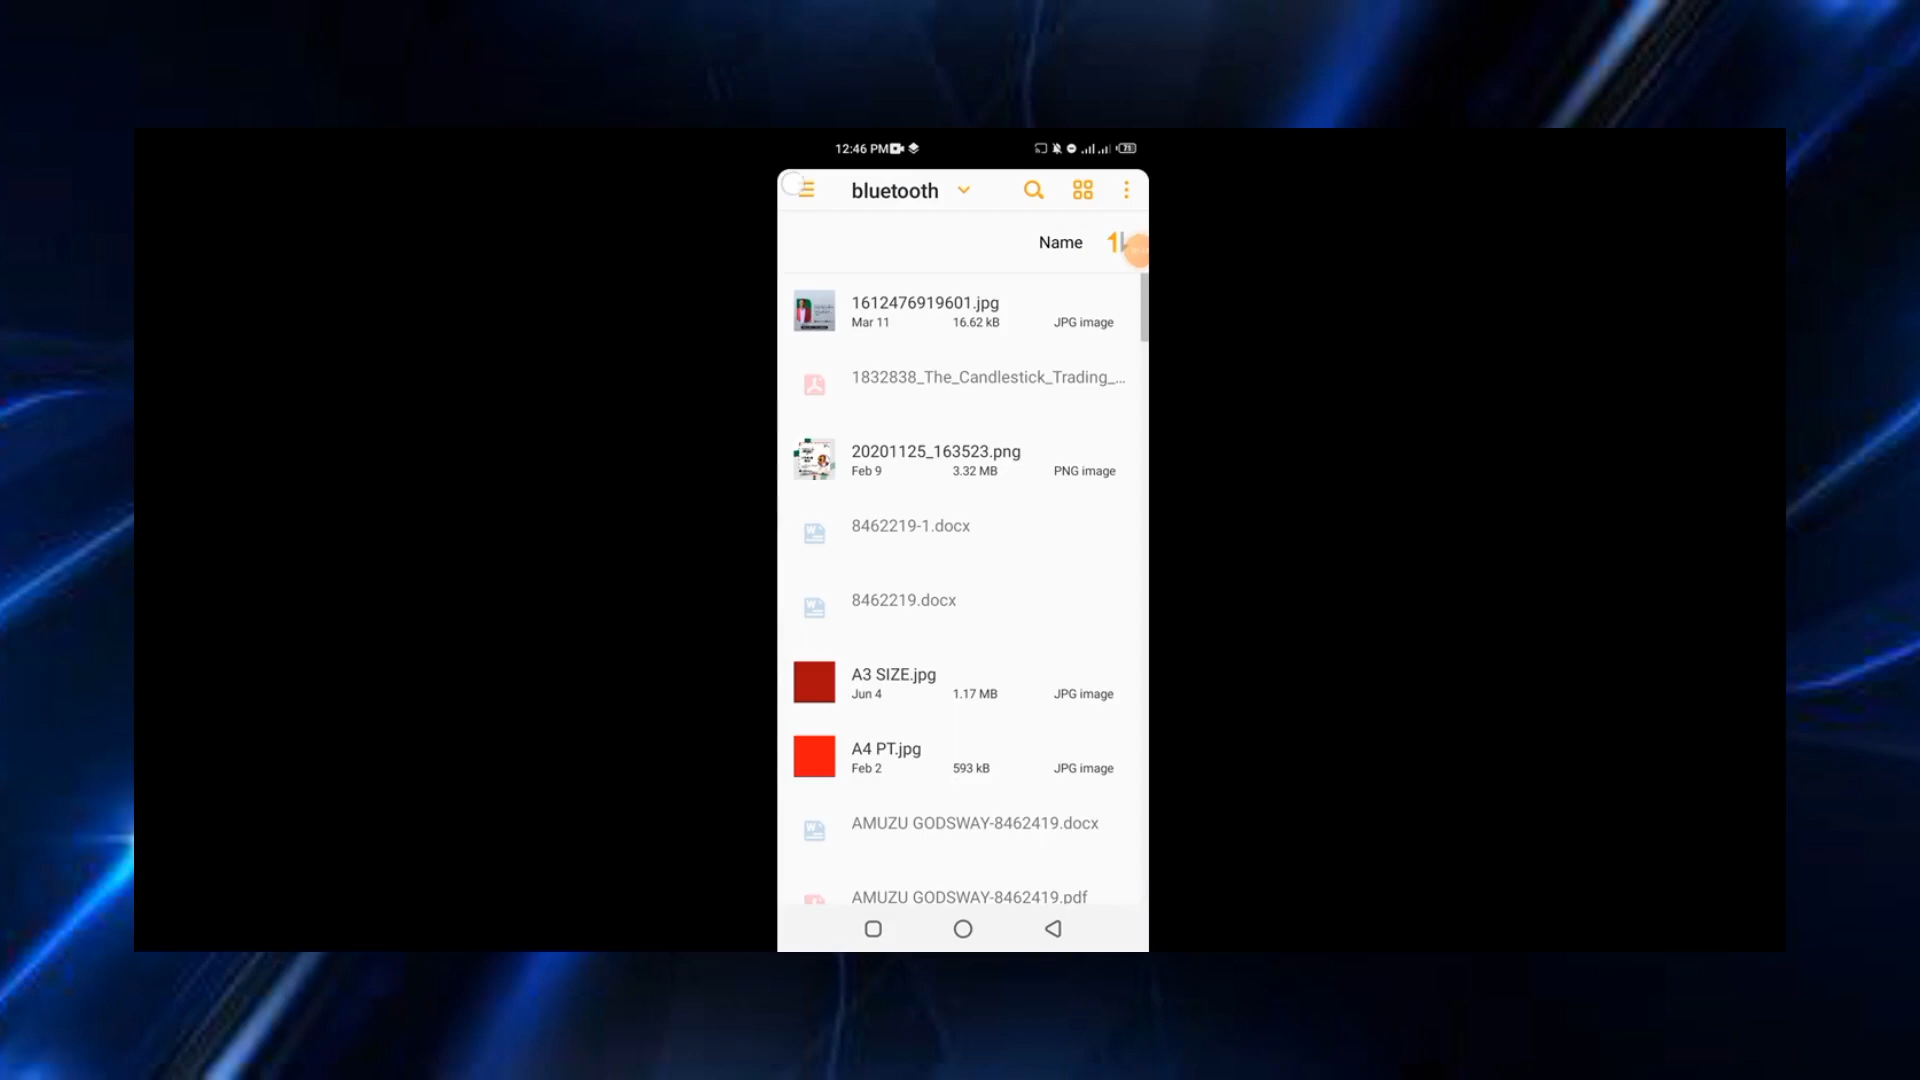 12:46 PM
71
bluetooth
Name
1612476919601.jpg
Mar 11 16.62 kB JPG image
1832838_The_Candlestick_Trading_...
20201125_163523.png
Feb 9 3.32 MB PNG image
8462219-1.docx
8462219.docx
A3 SIZE.jpg
Jun 4 1.17 MB JPG image
A4 PT.jpg
Feb 2 593 kB JPG image
AMUZU GODSWAY-8462419.docx
AMUZU GODSWAY-8462419.pdf